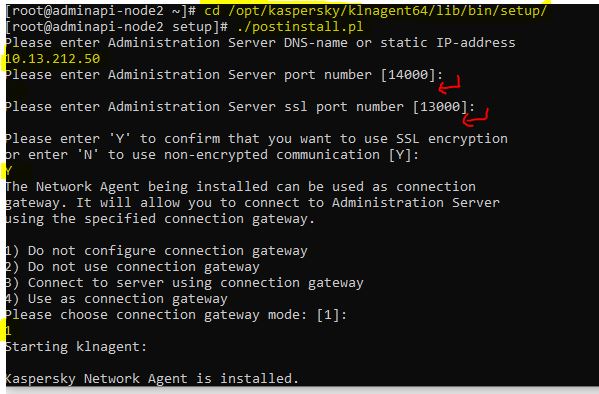 [root@adminapi-node2 ~]# cd /opt/kaspersky/klnagent64/lib/bin/setup/
[root@adminapi-node2 setup]# ./postinstall.pl
Please enter Administration Server DNS-name or static IP-address
10.13.212.50
Please enter Administration Server port number [14000]:
Please enter Administration Server ssl port number [13000]:
Please enter 'Y' to confirm that you want to use SSL encryption
or enter 'N' to use non-encrypted communication [Y]:
Y
The Network Agent being installed can be used as connection
gateway. It will allow you to connect to Administration Server
using the specified connection gateway.
1) Do not configure connection gateway
2) Do not use connection gateway
3) Connect to server using connection gateway
4) Use as connection gateway
Please choose connection gateway mode: [1]:
1
Starting klnagent:
Kaspersky Network Agent is installed.